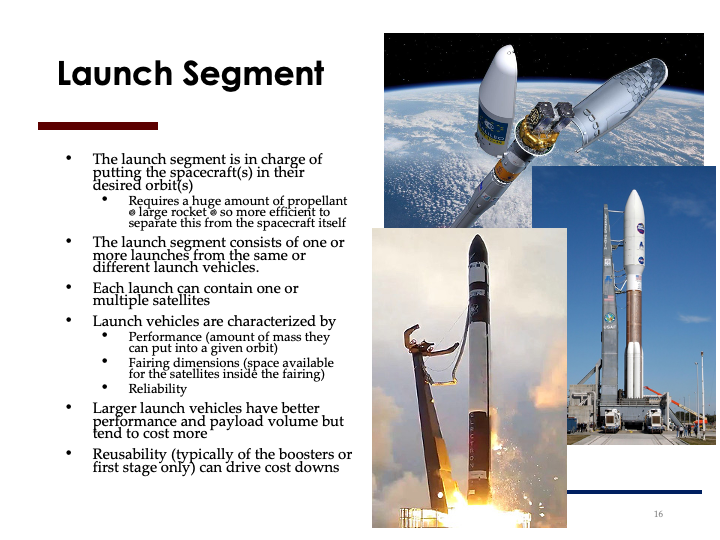 Launch Segment
• The launch segment is in charge of
putting the spacecraft(s) in their
desired orbit(s)
• Requires a huge amount of propellant
large rocket so more efficient to
separate this from the spacecraft itself
• The launch segment consists of one or
more launches from the same or
different launch vehicles.
• Each launch can contain one or
multiple satellites
• Launch vehicles are characterized by
• Performance (amount of mass they
can put into a given orbit)
• Fairing dimensions (space available
for the satellites inside the fairing)
• Reliability
• Larger launch vehicles have better
performance and payload volume but
tend to cost more
• Reusability (typically of the boosters or
first stage only) can drive cost downs
ELECTRON
16